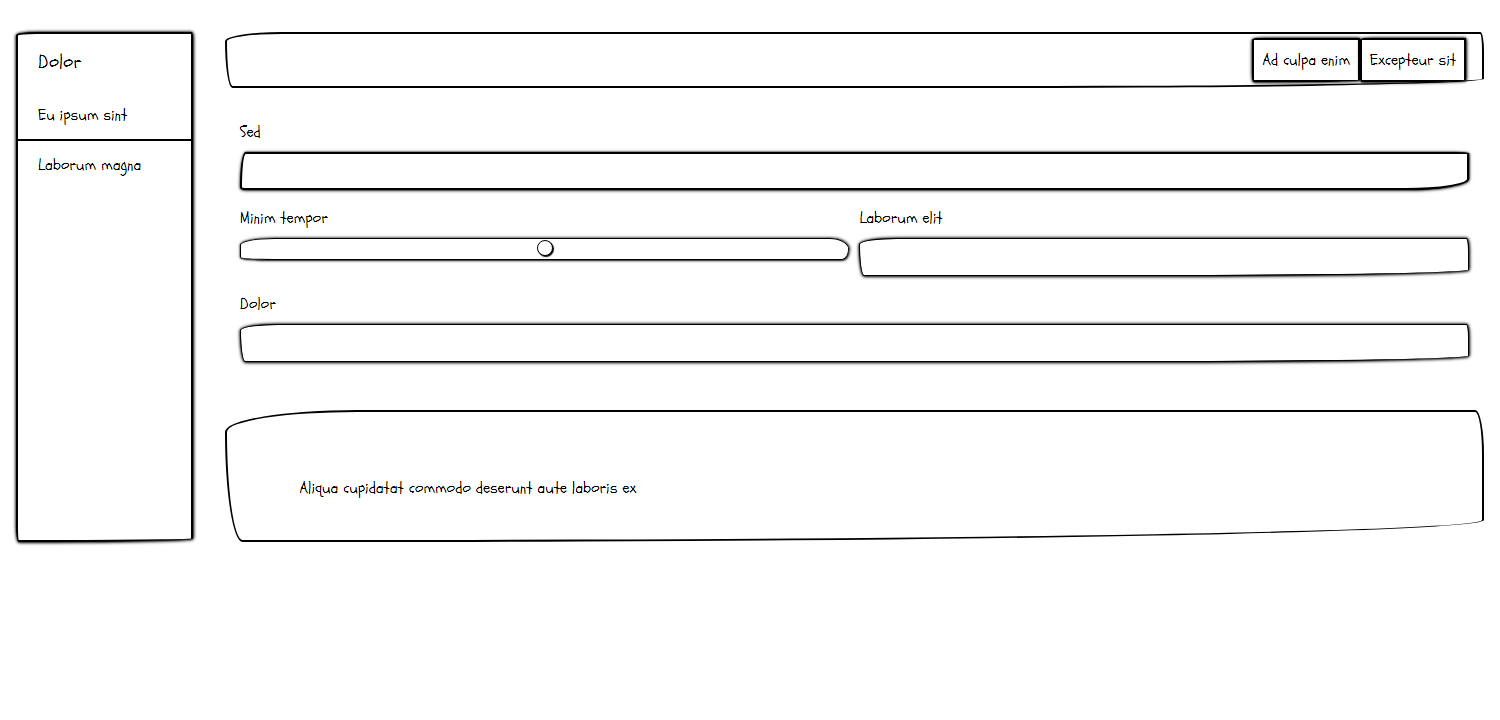 Dolor
Eu ipsum sint
Laborum magna
Ad culpa enim
Excepteur sit
Sed
Minim tempor
Laborum elit
Dolor
Aliqua cupidatat commodo deserunt aute laboris ex